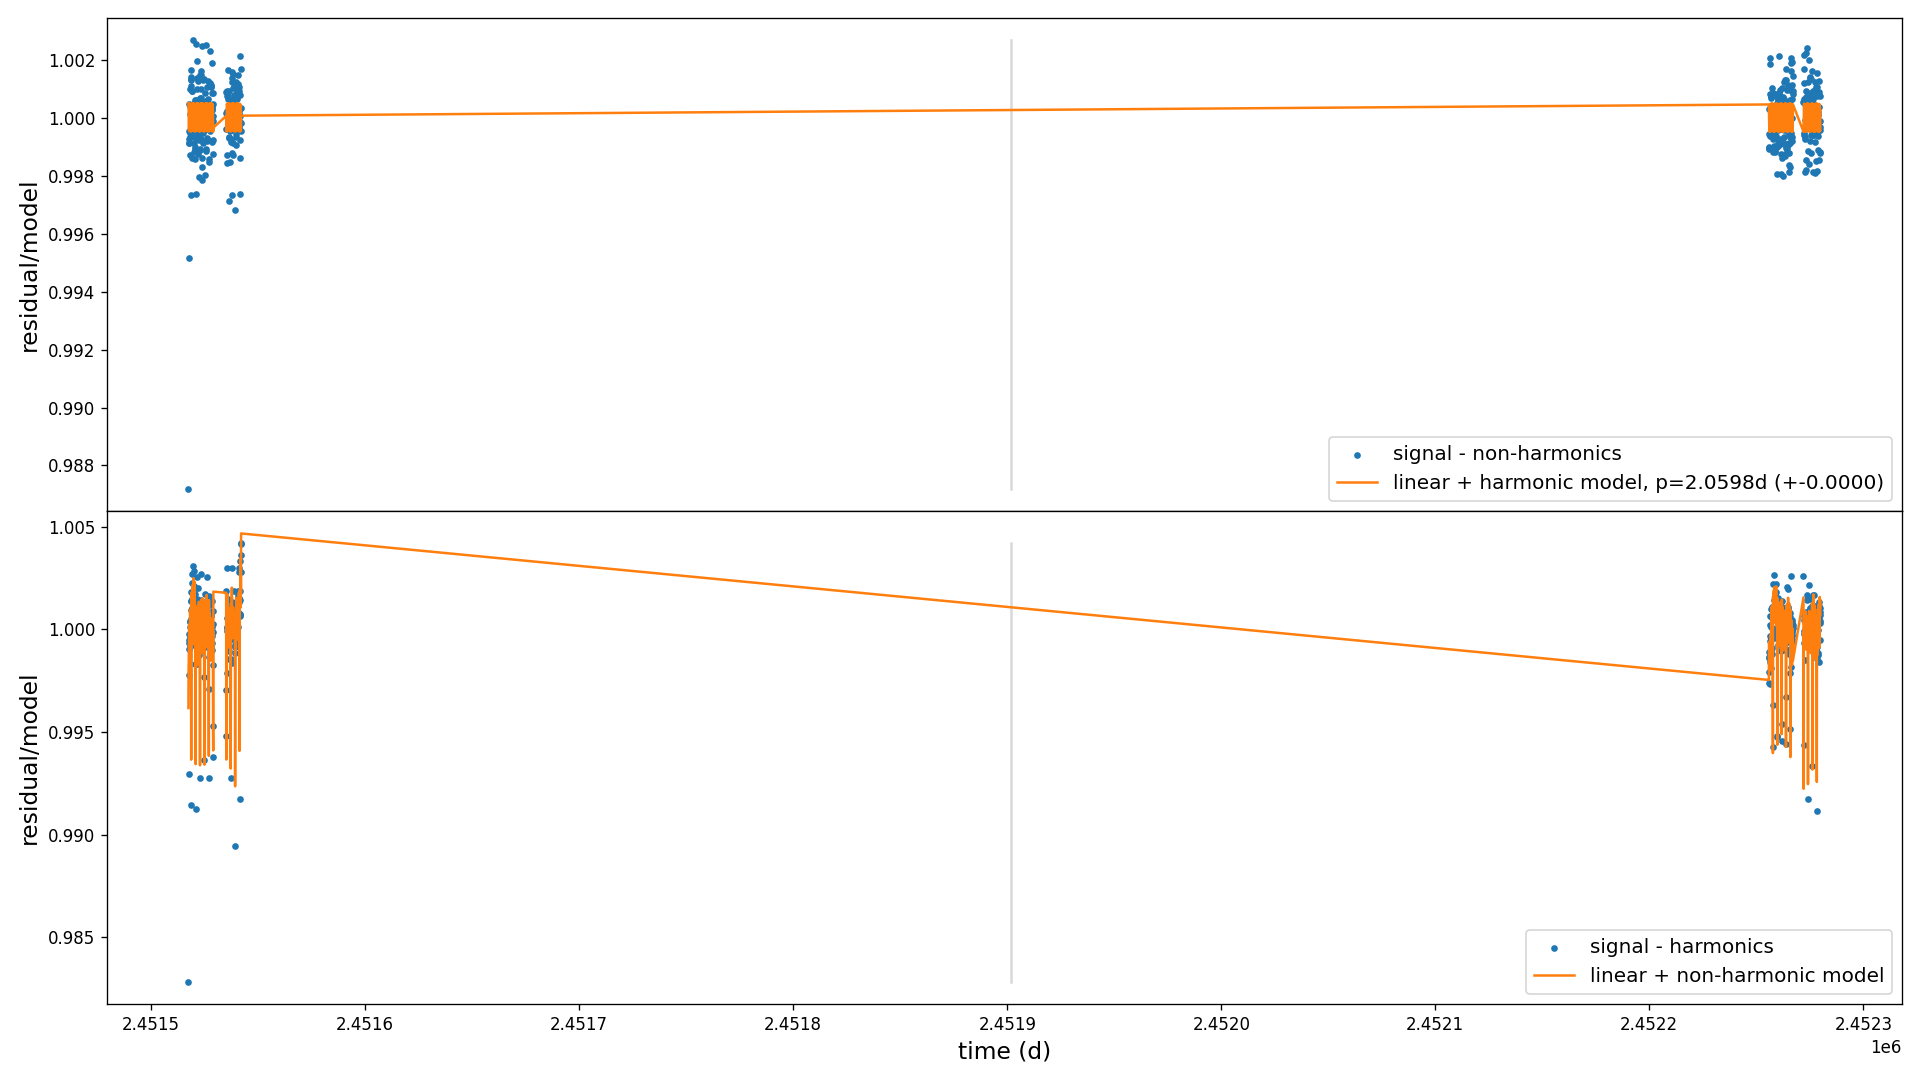 residual/model
1.002
1.000
0.998
0.996
0.994
0.992
0.990
0.988
signal - non-harmonics
linear + harmonic model, p=2.0598d (+-0.0000)
residual/model
1.005
1.000
0.995
0.990
0.985
signal - harmonics
linear + non-harmonic model
2.4515 2.4516 2.4517 2.4518 2.4519 2.4520 2.4521 2.4522 2.4523
time (d)
1e6